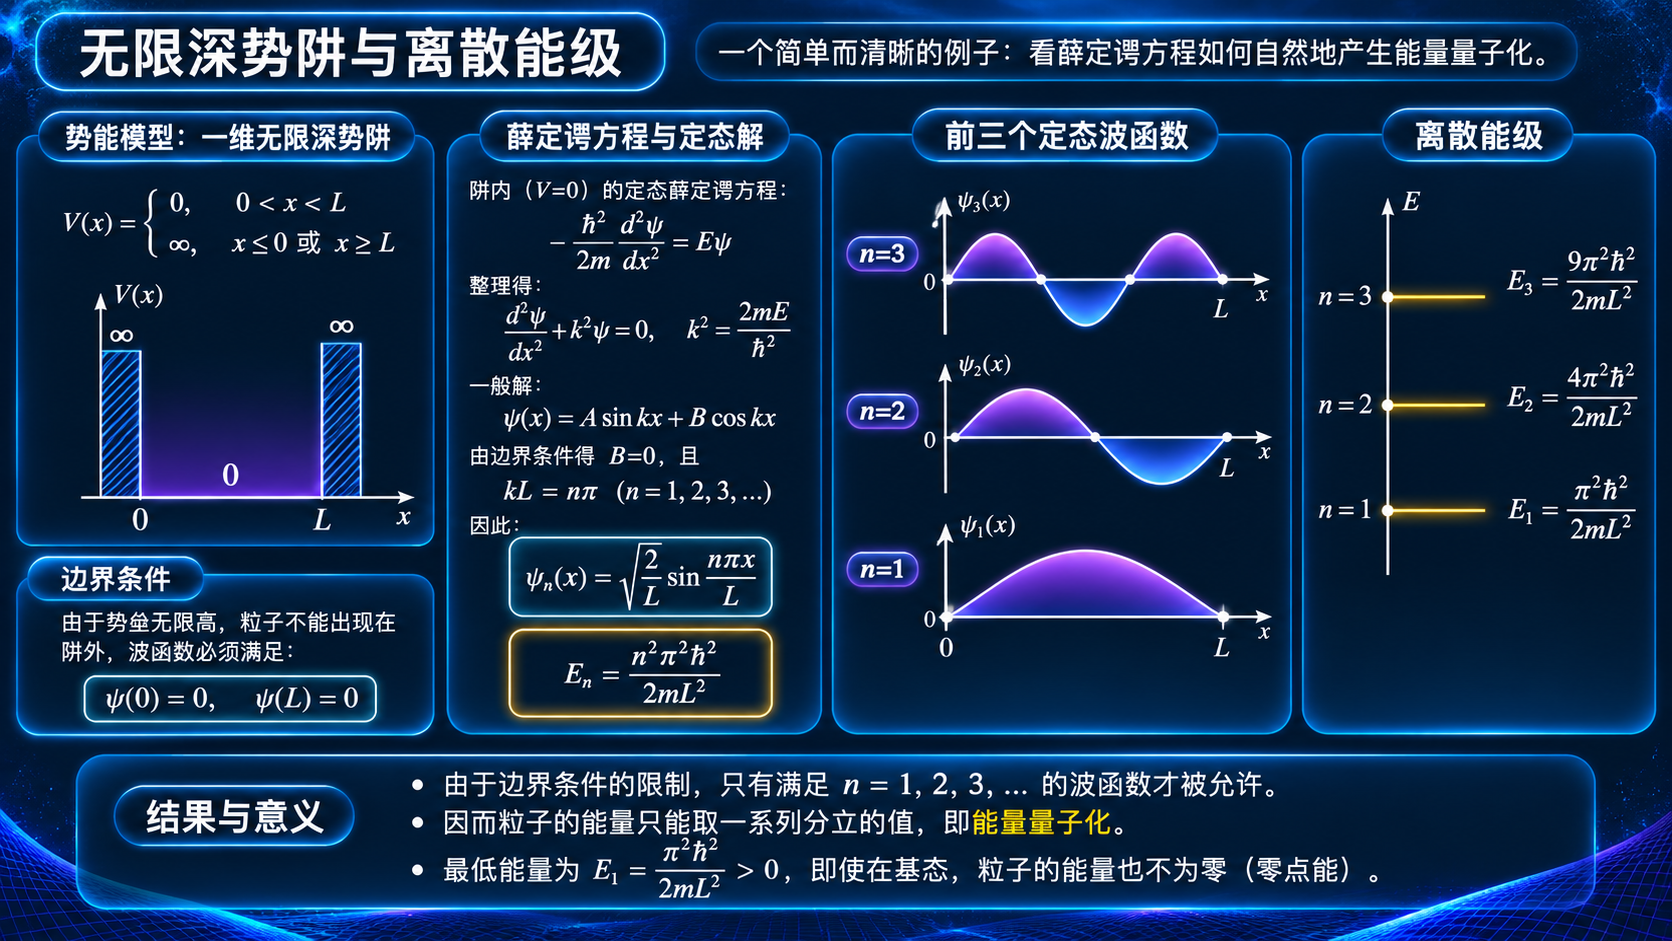 无限深势阱与离散能级
一个简单而清晰的例子：看薛定谔方程如何自然地产生能量量子化。
势能模型：一维无限深势阱
V(x) = { 0, 0 < x < L
∞, x ≤ 0 或 x ≥ L
V(x)
∞ ∞
0
0 L x
边界条件
由于势垒无限高，粒子不能出现在
阱外，波函数必须满足：
ψ(0) = 0, ψ(L) = 0
薛定谔方程与定态解
阱内（V=0）的定态薛定谔方程：
− ħ²/2m d²ψ/dx² = Eψ
整理得：
d²ψ/dx² + k²ψ = 0, k² = 2mE/ħ²
一般解：
ψ(x) = A sin kx + B cos kx
由边界条件得 B=0，且
kL = nπ (n = 1, 2, 3, ...)
因此：
ψₙ(x) = √(2/L) sin nπx/L
Eₙ = n²π²ħ²/2mL²
前三个定态波函数
ψ₃(x)
n=3
0 L x
ψ₂(x)
n=2
0 L x
ψ₁(x)
n=1
0 x
0 L
离散能级
E
n = 3 E₃ = 9π²ħ²/2mL²
n = 2 E₂ = 4π²ħ²/2mL²
n = 1 E₁ = π²ħ²/2mL²
结果与意义
• 由于边界条件的限制，只有满足 n = 1, 2, 3, ... 的波函数才被允许。
• 因而粒子的能量只能取一系列分立的值，即能量量子化。
• 最低能量为 E₁ = π²ħ²/2mL² > 0，即使在基态，粒子的能量也不为零（零点能）。